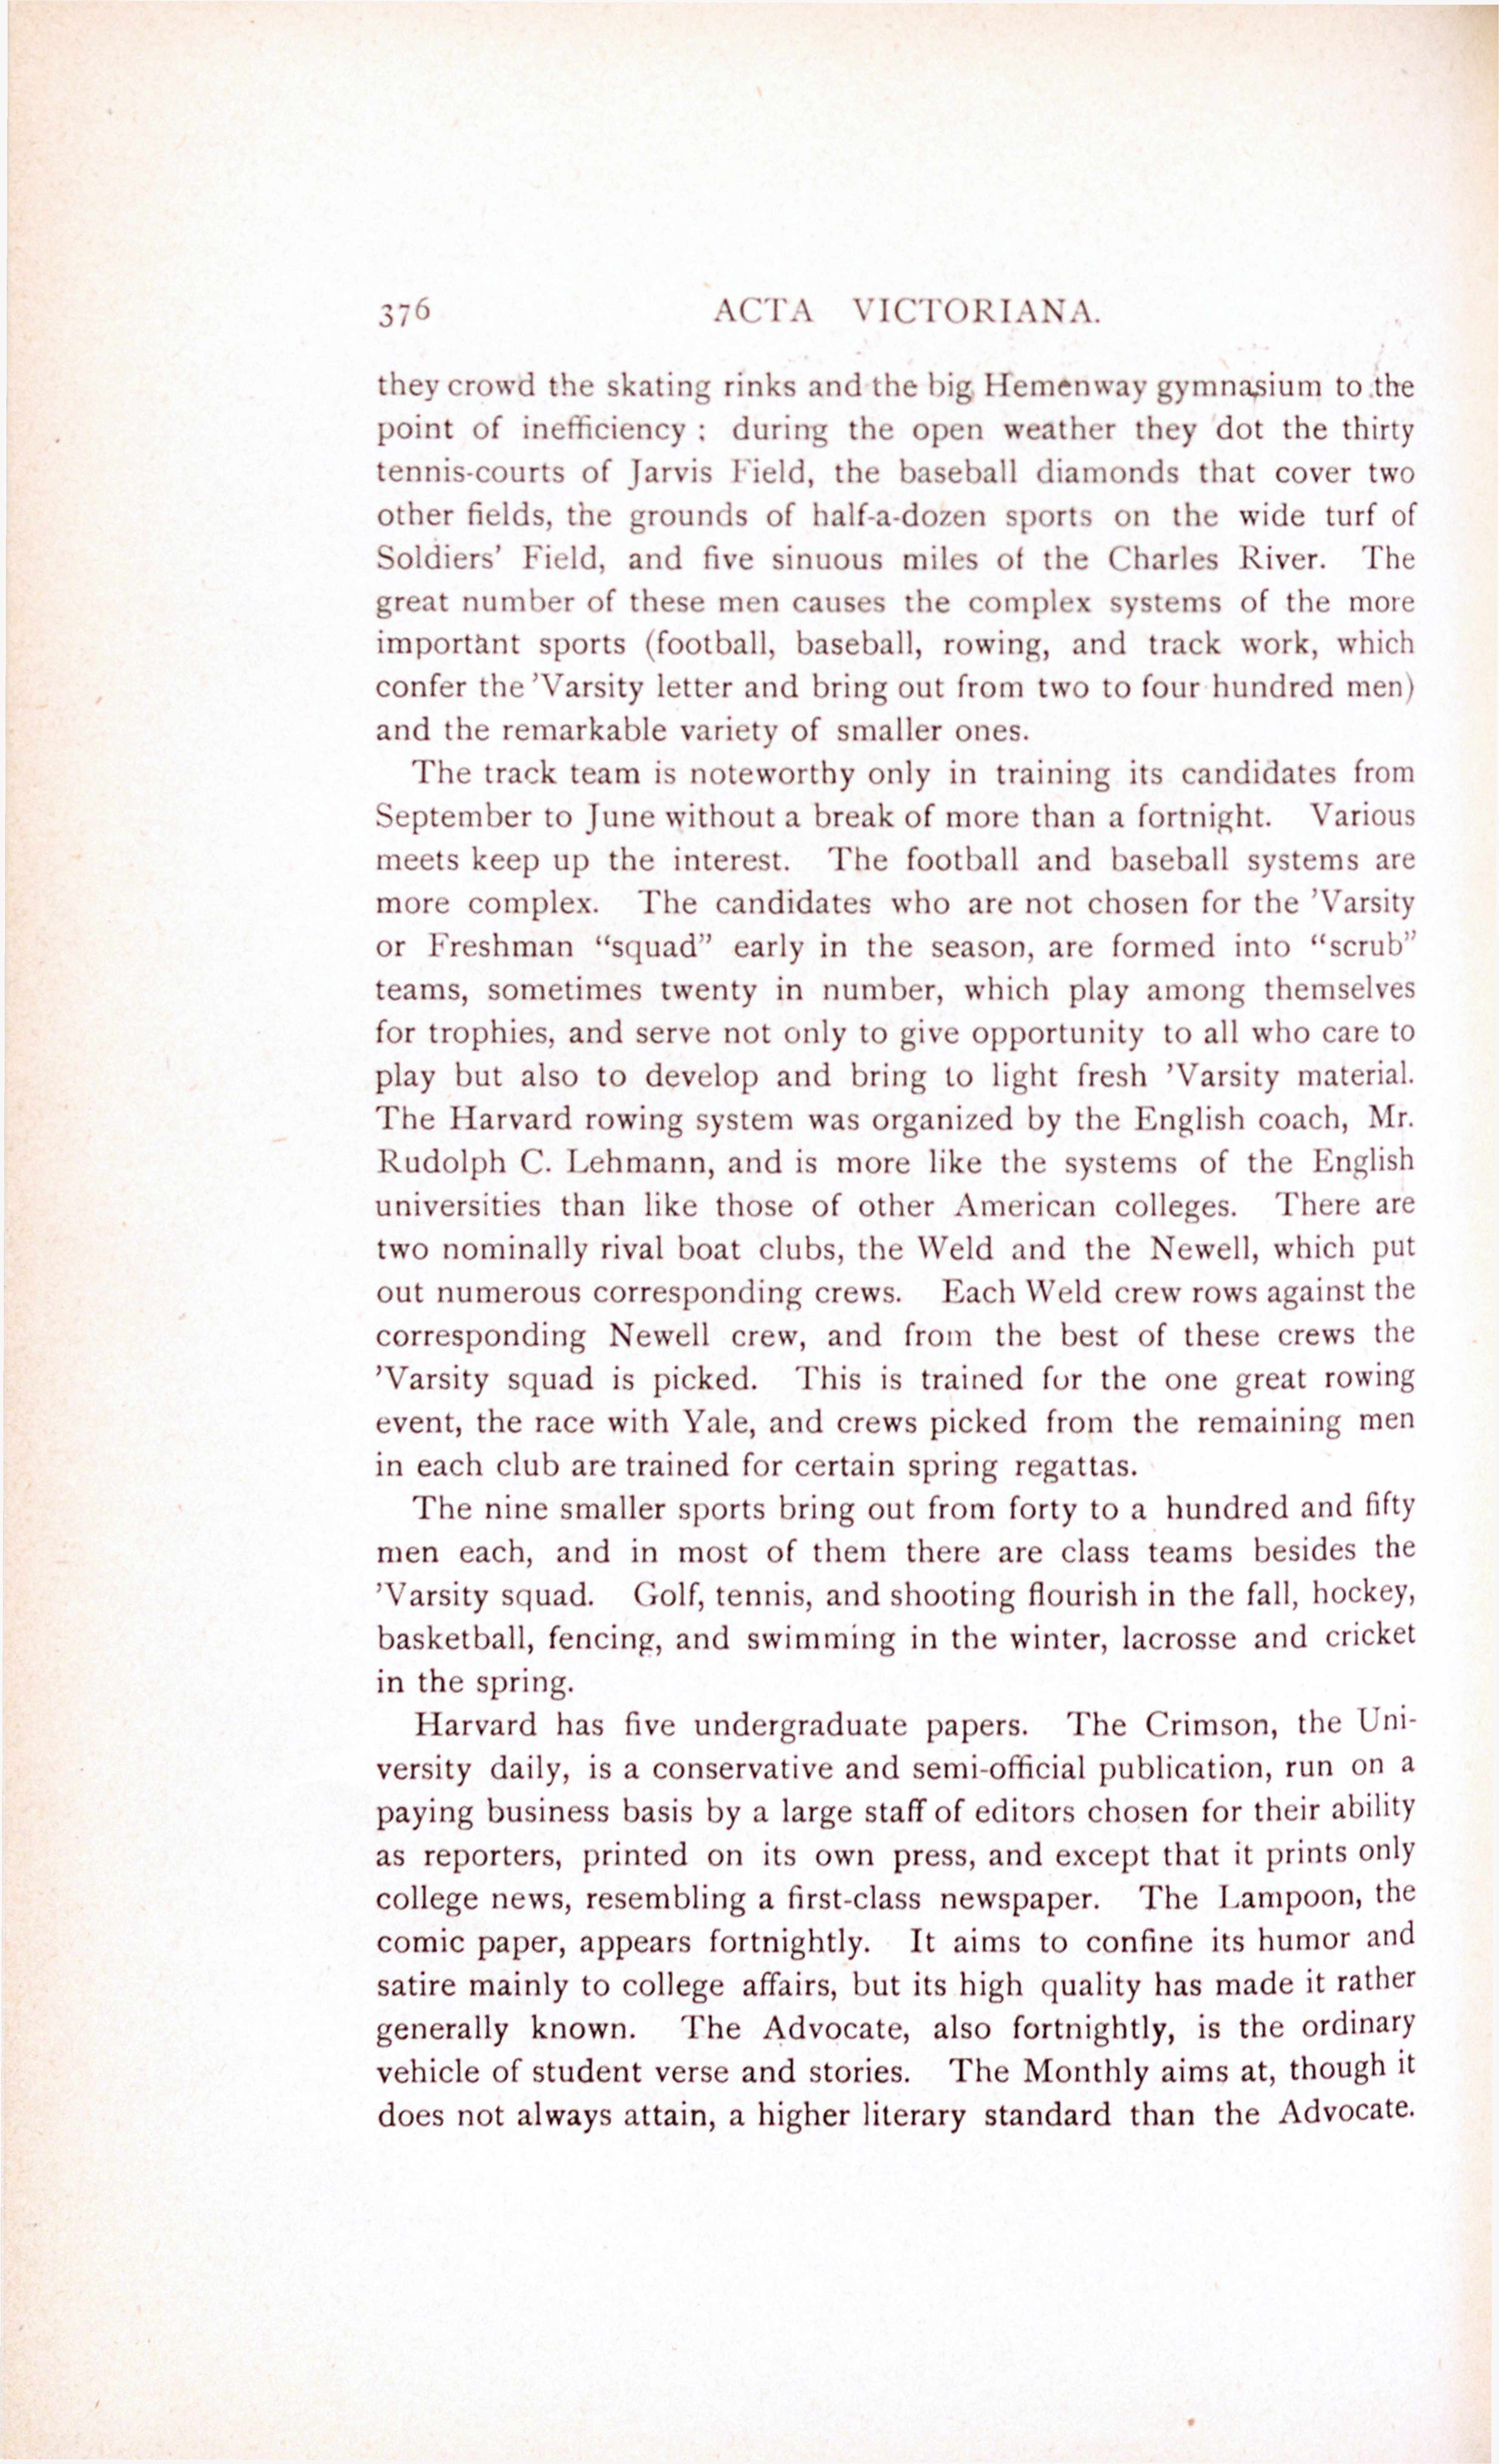 376 ACTA VICTORIANA.
they crowd the skating rinks and the big Hemenway gymnasium to the
point of inefficiency ; during the open weather they dot the thirty
tennis-courts of Jarvis Field, the baseball diamonds that cover two
other fields, the grounds of half-a-dozen sports on the wide turf of
Soldiers' Field, and five sinuous miles of the Charles River. The
great number of these men causes the complex systems of the more
important sports (football, baseball, rowing, and track work, which
confer the 'Varsity letter and bring out from two to four hundred men)
and the remarkable variety of smaller ones.
The track team is noteworthy only in training its candidates from
September to June without a break of more than a fortnight. Various
meets keep up the interest. The football and baseball systems are
more complex. The candidates who are not chosen for the 'Varsity
or Freshman "squad" early in the season, are formed into "scrub"
teams, sometimes twenty in number, which play among themselves
for trophies, and serve not only to give opportunity to all who care to
play but also to develop and bring to light fresh 'Varsity material.
The Harvard rowing system was organized by the English coach, Mr.
Rudolph C. Lehmann, and is more like the systems of the English
universities than like those of other American colleges. There are
two nominally rival boat clubs, the Weld and the Newell, which put
out numerous corresponding crews. Each Weld crew rows against the
corresponding Newell crew, and from the best of these crews the
'Varsity squad is picked. This is trained for the one great rowing
event, the race with Yale, and crews picked from the remaining men
in each club are trained for certain spring regattas.
The nine smaller sports bring out from forty to a hundred and fifty
men each, and in most of them there are class teams besides the
'Varsity squad. Golf, tennis, and shooting flourish in the fall, hockey,
basketball, fencing, and swimming in the winter, lacrosse and cricket
in the spring.
Harvard has five undergraduate papers. The Crimson, the Uni-
versity daily, is a conservative and semi-official publication, run on a
paying business basis by a large staff of editors chosen for their ability
as reporters, printed on its own press, and except that it prints only
college news, resembling a first-class newspaper. The Lampoon, the
comic paper, appears fortnightly. It aims to confine its humor and
satire mainly to college affairs, but its high quality has made it rather
generally known. The Advocate, also fortnightly, is the ordinary
vehicle of student verse and stories. The Monthly aims at, though it
does not always attain, a higher literary standard than the Advocate.